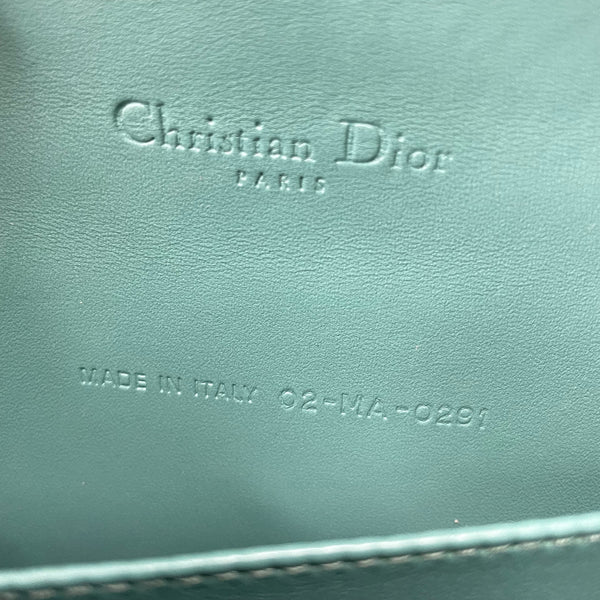 Christian Dior
PARIS
MADE IN ITALY 02-MA-0291